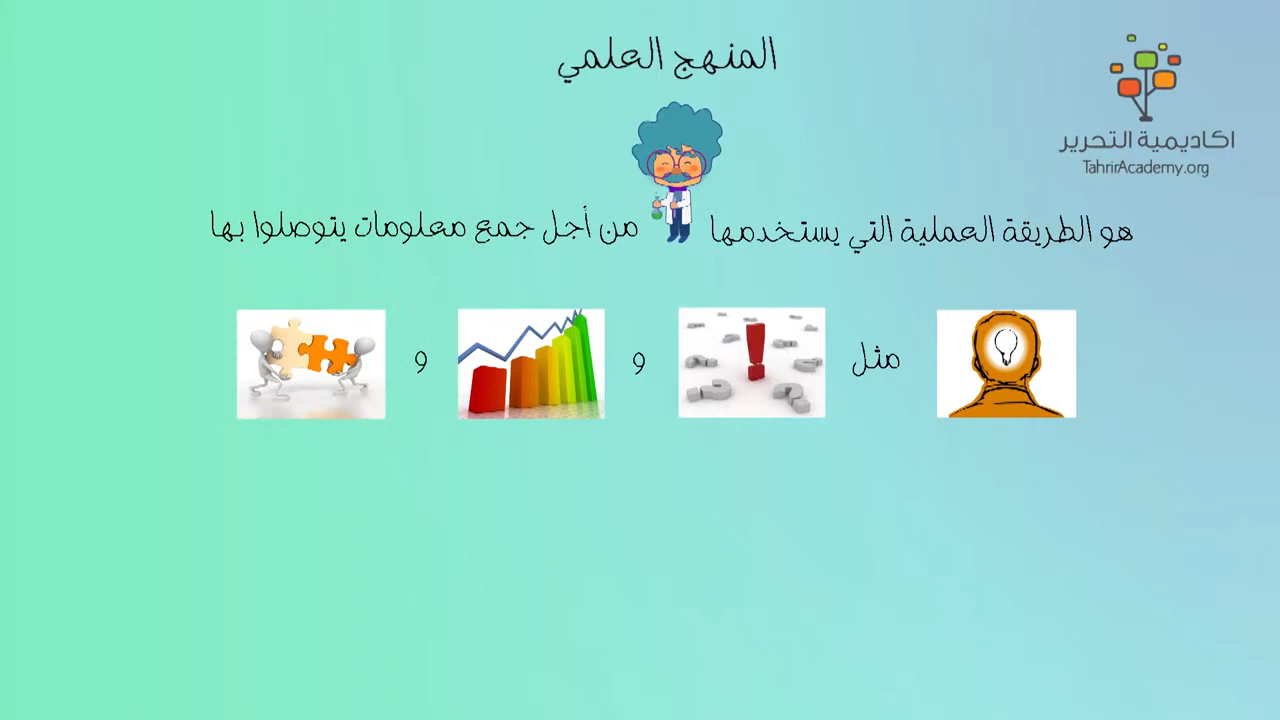 المنهج العلمي
اكاديمية التحرير
TahrirAcademy.org
هو الطريقة العملية التي يستخدمها من أجل جمع معلومات يتوصلوا بها
مثل و و